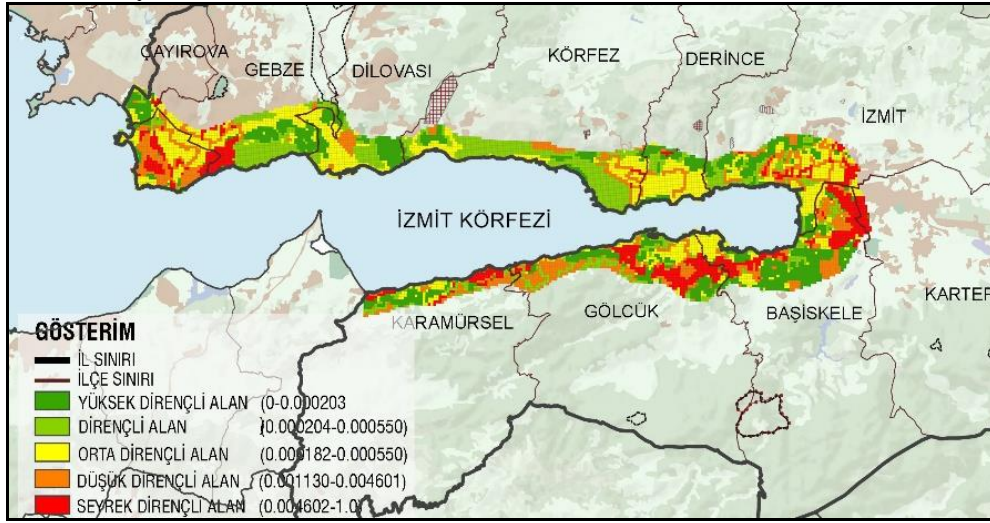 ÇAYIROVA
GEBZE
DİLOVASI
KÖRFEZ
DERİNCE
İZMİT
İZMİT KÖRFEZİ
KARAMÜRSEL
GÖLCÜK
BAŞİSKELE
KARTEP
GÖSTERİM
İL SINIRI
İLÇE SINIRI
YÜKSEK DİRENÇLİ ALAN (0-0.000203
DİRENÇLİ ALAN (0.000204-0.000550)
ORTA DİRENÇLİ ALAN (0.000182-0.000550)
DÜŞÜK DİRENÇLİ ALAN (0.001130-0.004601)
SEYREK DİRENÇLİ ALAN (0.004602-1.0)